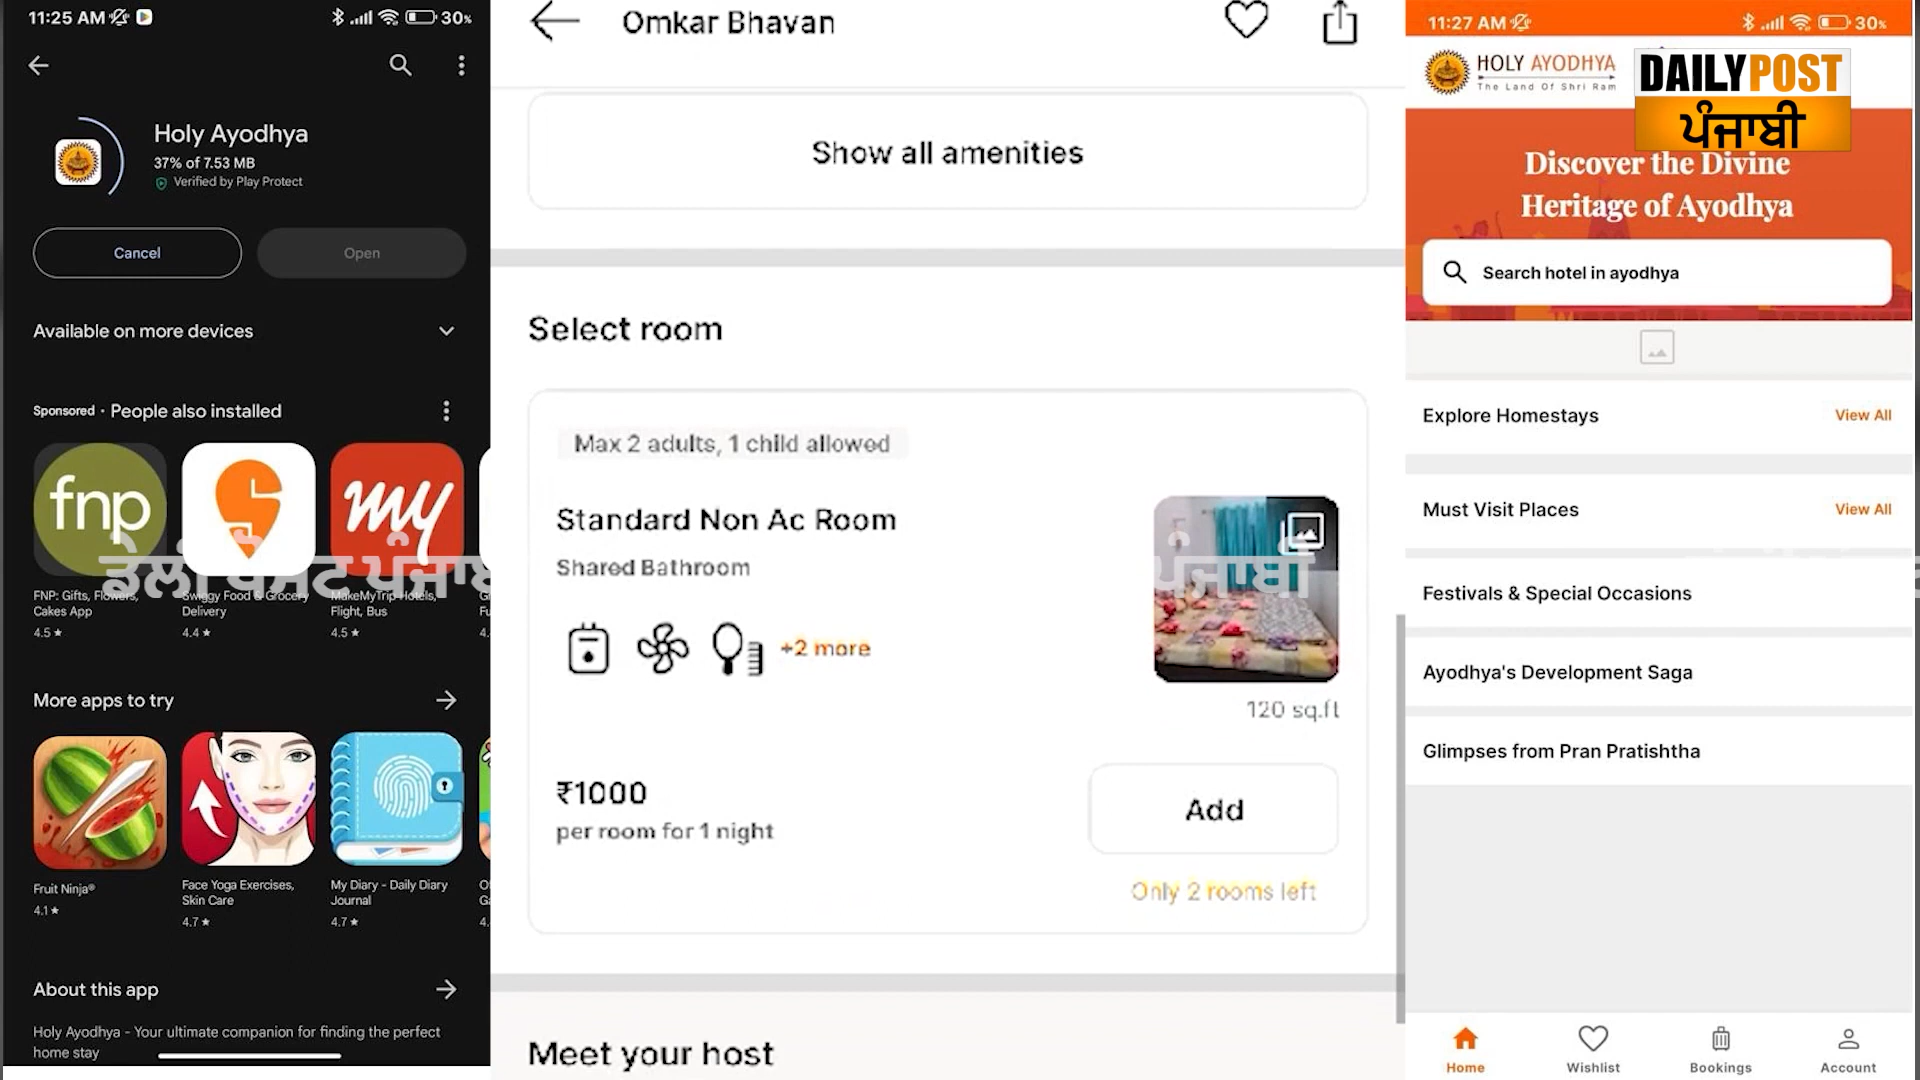 11:25 AM
30%
Holy Ayodhya
37% of 7.53 MB
Verified by Play Protect
Cancel
Open
Available on more devices
Sponsored · People also installed
fnp
my
FNP: Gifts, Flowers,
Cakes App
4.5 ★
Swiggy Food & Grocery
Delivery
4.4 ★
MakeMyTrip Hotels,
Flight, Bus
4.5 ★
More apps to try
Fruit Ninja®
4.1 ★
Face Yoga Exercises,
Skin Care
4.7 ★
My Diary - Daily Diary
Journal
4.7 ★
About this app
Holy Ayodhya - Your ultimate companion for finding the perfect
home stay
Omkar Bhavan
Show all amenities
Select room
Max 2 adults, 1 child allowed
Standard Non Ac Room
Shared Bathroom
+2 more
120 sq.ft
₹1000
per room for 1 night
Add
Only 2 rooms left
Meet your host
11:27 AM
30%
HOLY AYODHYA
The Land Of Shri Ram
DAILYPOST
ਪੰਜਾਬੀ
Discover the Divine
Heritage of Ayodhya
Search hotel in ayodhya
Explore Homestays
View All
Must Visit Places
View All
Festivals & Special Occasions
Ayodhya's Development Saga
Glimpses from Pran Pratishtha
Home
Wishlist
Bookings
Account
ਡੇਲੀ ਪੋਸਟ ਪੰਜਾਬੀ
ਪੰਜਾਬੀ